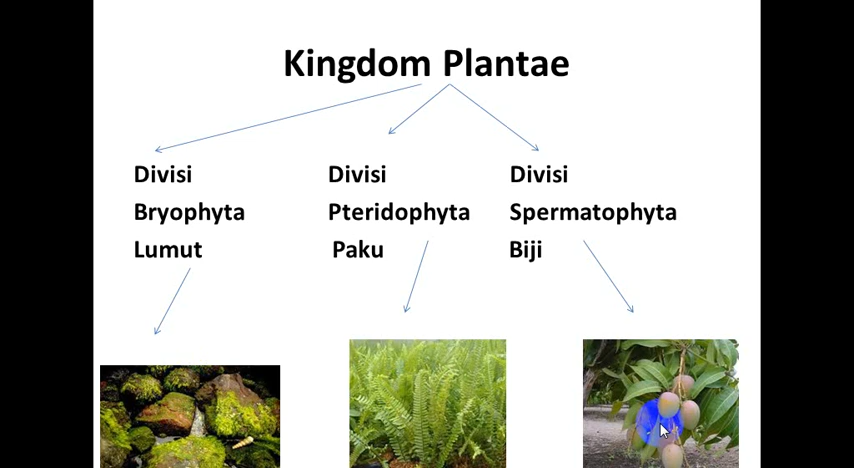 Kingdom Plantae
Divisi
Bryophyta
Lumut
Divisi
Pteridophyta
Paku
Divisi
Spermatophyta
Biji